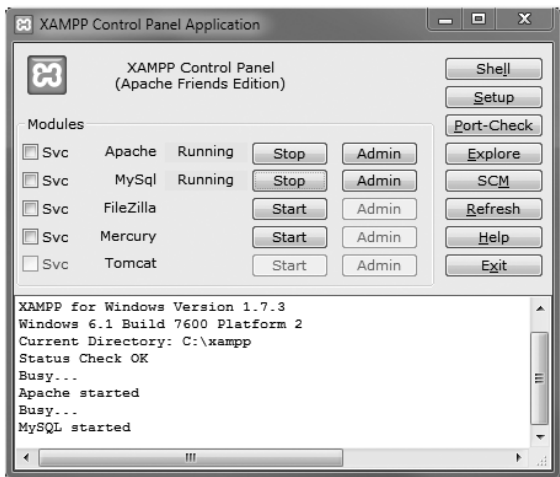 XAMPP Control Panel Application
XAMPP Control Panel
(Apache Friends Edition)
Shell
Setup
Port-Check
Explore
SCM
Refresh
Help
Exit
Modules
Svc Apache Running Stop Admin
Svc MySql Running Stop Admin
Svc FileZilla Start Admin
Svc Mercury Start Admin
Svc Tomcat Start Admin
XAMPP for Windows Version 1.7.3
Windows 6.1 Build 7600 Platform 2
Current Directory: C:\xampp
Status Check OK
Busy...
Apache started
Busy...
MySQL started